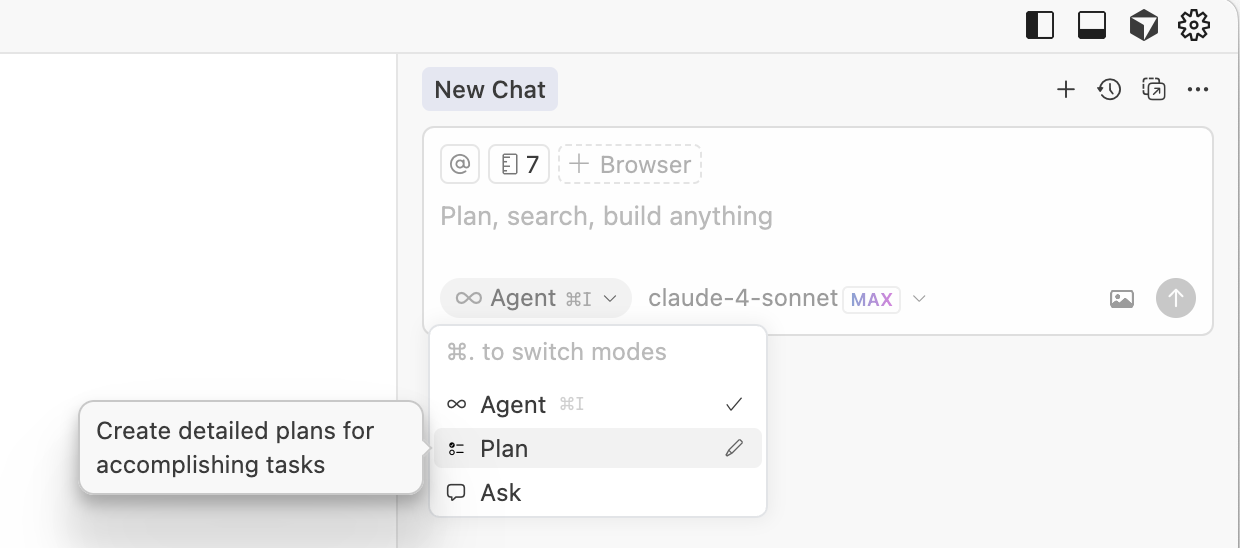 New Chat
@ 7 + Browser
Plan, search, build anything
Agent ⌘I claude-4-sonnet MAX
⌘. to switch modes
Agent ⌘I
Plan
Ask
Create detailed plans for
accomplishing tasks